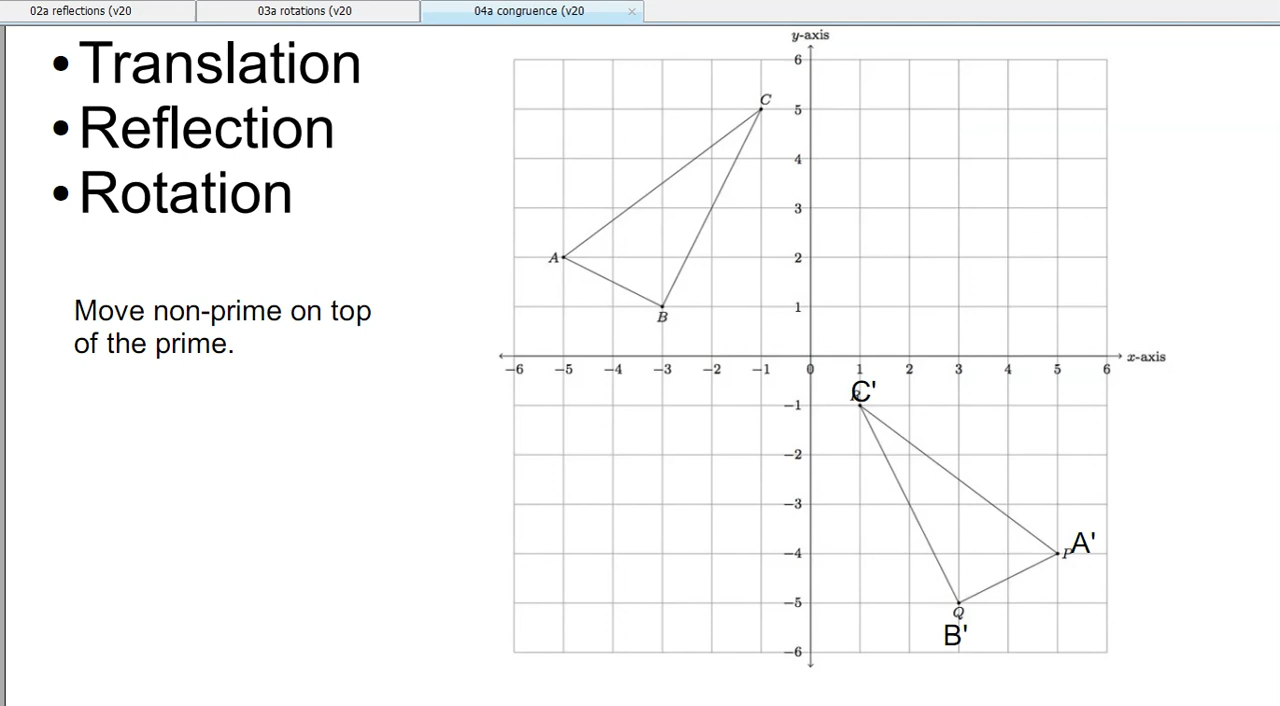 02a reflections (v20
03a rotations (v20
04a congruence (v20
• Translation
• Reflection
• Rotation
Move non-prime on top
of the prime.
y-axis
6
C
5
4
3
A
2
1
B
x-axis
−6 −5 −4 −3 −2 −1 0 1 2 3 4 5 6
C'
−1
−2
−3
−4
P
A'
−5
Q
B'
−6